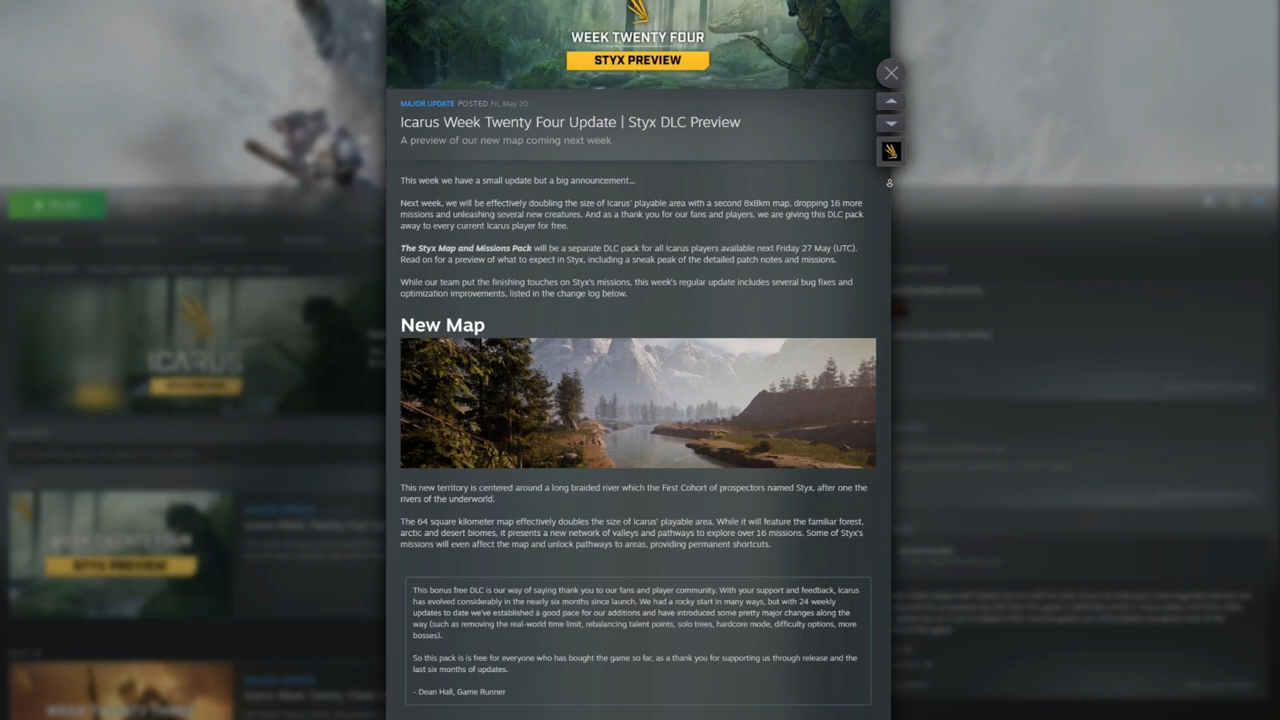 WEEK TWENTY FOUR
STYX PREVIEW
MAJOR UPDATE POSTED Fri, May 20
Icarus Week Twenty Four Update | Styx DLC Preview
A preview of our new map coming next week
This week we have a small update but a big announcement...
Next week, we will be effectively doubling the size of Icarus' playable area with a second 8x8km map, dropping 16 more
missions and unleashing several new creatures. And as a thank you for our fans and players, we are giving this DLC pack
away to every current Icarus player for free.
The Styx Map and Missions Pack will be a separate DLC pack for all Icarus players available next Friday 27 May (UTC).
Read on for a preview of what to expect in Styx, including a sneak peak of the detailed patch notes and missions.
While our team put the finishing touches on Styx's missions, this week's regular update includes several bug fixes and
optimization improvements, listed in the change log below.
New Map
This new territory is centered around a long braided river which the First Cohort of prospectors named Styx, after one the
rivers of the underworld.
The 64 square kilometer map effectively doubles the size of Icarus' playable area. While it will feature the familiar forest,
arctic and desert biomes, it presents a new network of valleys and pathways to explore over 16 missions. Some of Styx's
missions will even affect the map and unlock pathways to areas, providing permanent shortcuts.
This bonus free DLC is our way of saying thank you to our fans and player community. With your support and feedback, Icarus
has evolved considerably in the nearly six months since launch. We had a rocky start in many ways, but with 24 weekly
updates to date we've established a good pace for our additions and have introduced some pretty major changes along the
way (such as removing the real-world time limit, rebalancing talent points, solo trees, hardcore mode, difficulty options, more
bosses).
So this pack is is free for everyone who has bought the game so far, as a thank you for supporting us through release and the
last six months of updates.
- Dean Hall, Game Runner
PLAY
ICARUS
STYX PREVIEW
WEEK TWENTY FOUR
STYX PREVIEW